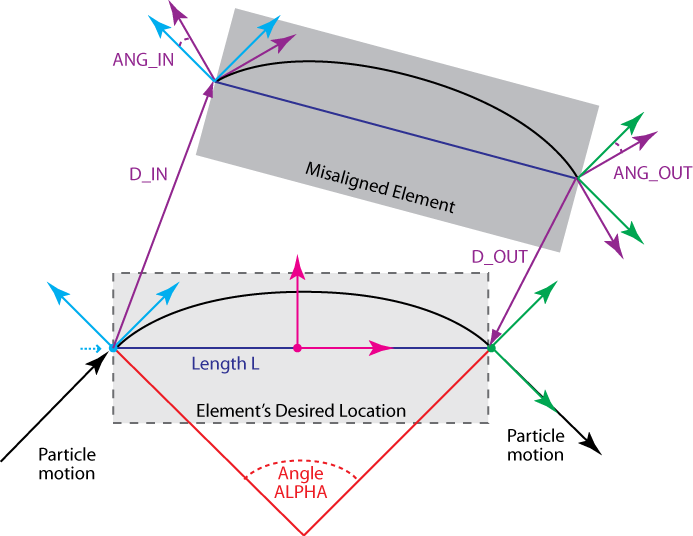 ANG_IN
D_IN
Misaligned Element
ANG_OUT
D_OUT
Length L
Element's Desired Location
Particle
motion
Particle
motion
Angle
ALPHA